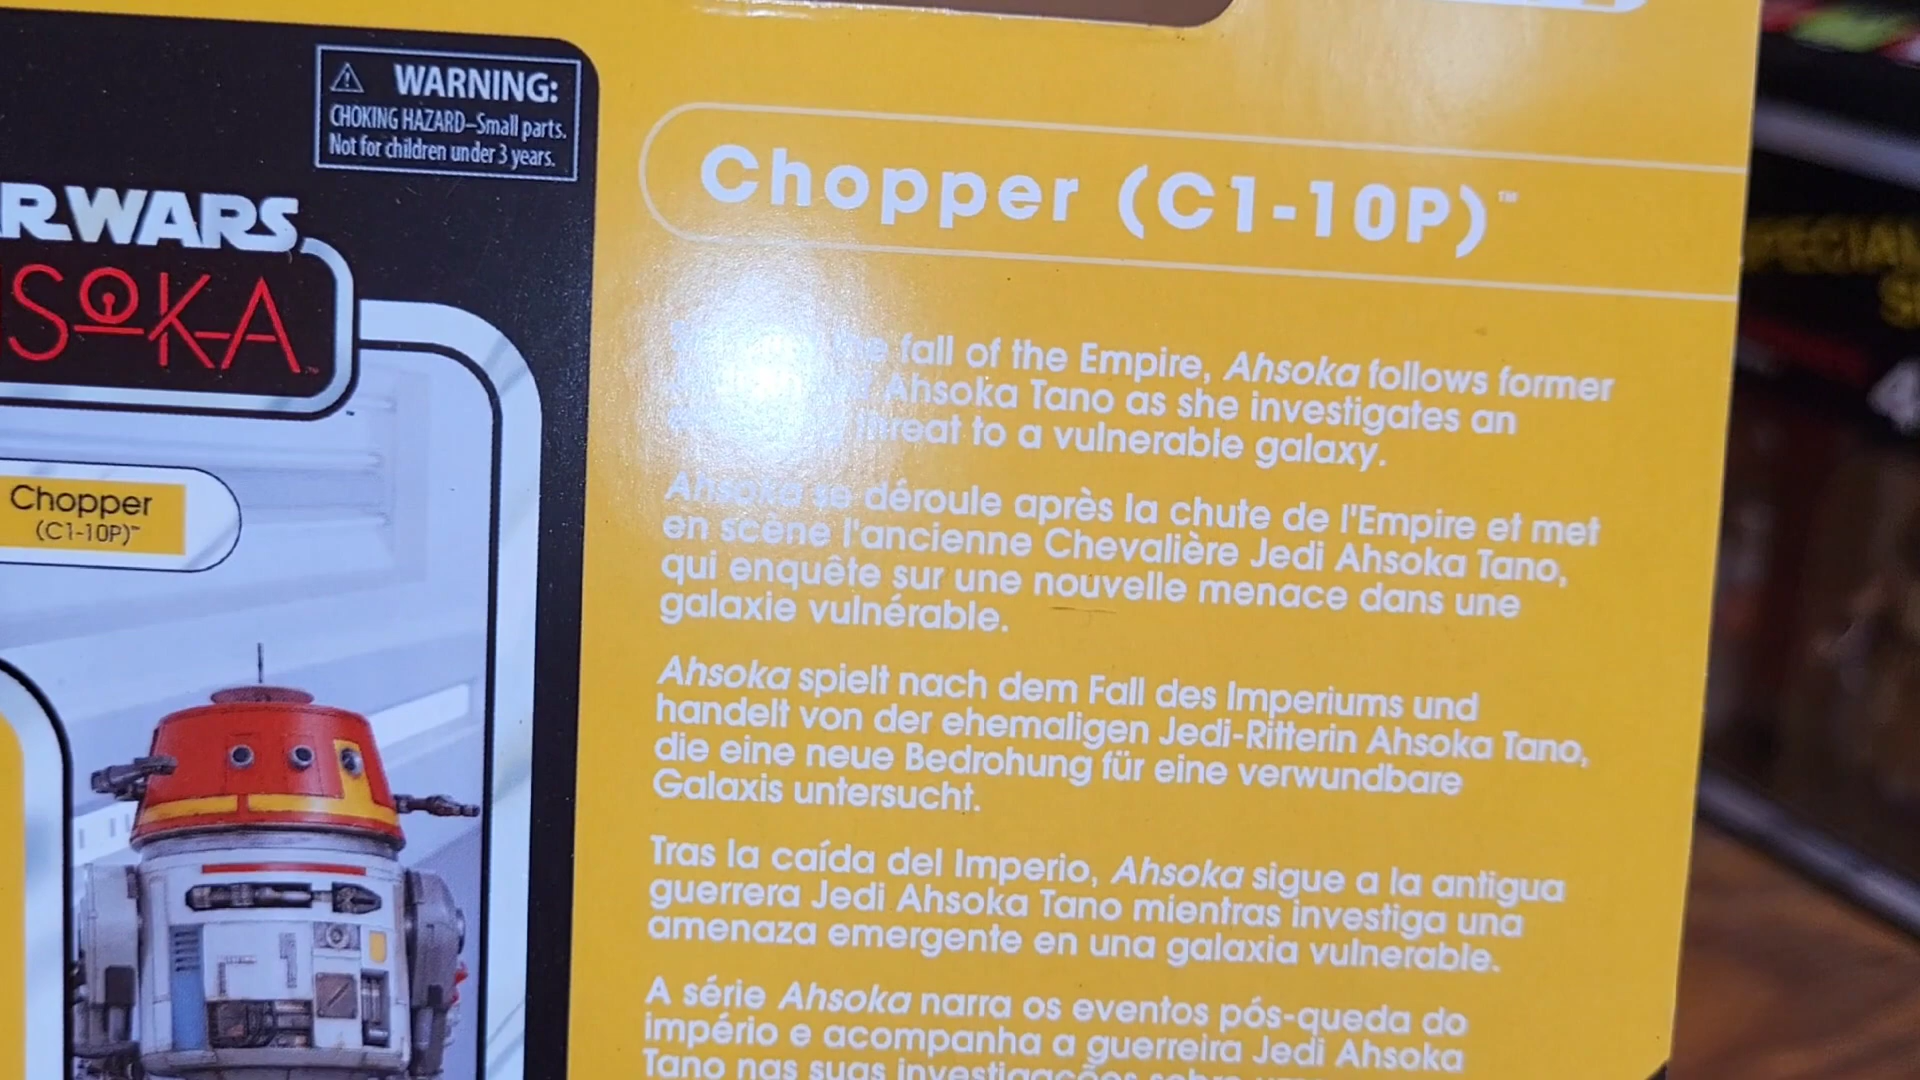 WARNING:
CHOKING HAZARD–Small parts.
Not for children under 3 years.
R WARS
SOKA
Chopper
(C1-10P)™
Chopper (C1-10P)™
the fall of the Empire, Ahsoka follows former
Ahsoka Tano as she investigates an
threat to a vulnerable galaxy.
Ahsoka se déroule après la chute de l'Empire et met
en scène l'ancienne Chevalière Jedi Ahsoka Tano,
qui enquête sur une nouvelle menace dans une
galaxie vulnérable.
Ahsoka spielt nach dem Fall des Imperiums und
handelt von der ehemaligen Jedi-Ritterin Ahsoka Tano,
die eine neue Bedrohung für eine verwundbare
Galaxis untersucht.
Tras la caída del Imperio, Ahsoka sigue a la antigua
guerrera Jedi Ahsoka Tano mientras investiga una
amenaza emergente en una galaxia vulnerable.
A série Ahsoka narra os eventos pós-queda do
império e acompanha a guerreira Jedi Ahsoka
Tano nas suas investigações sobre